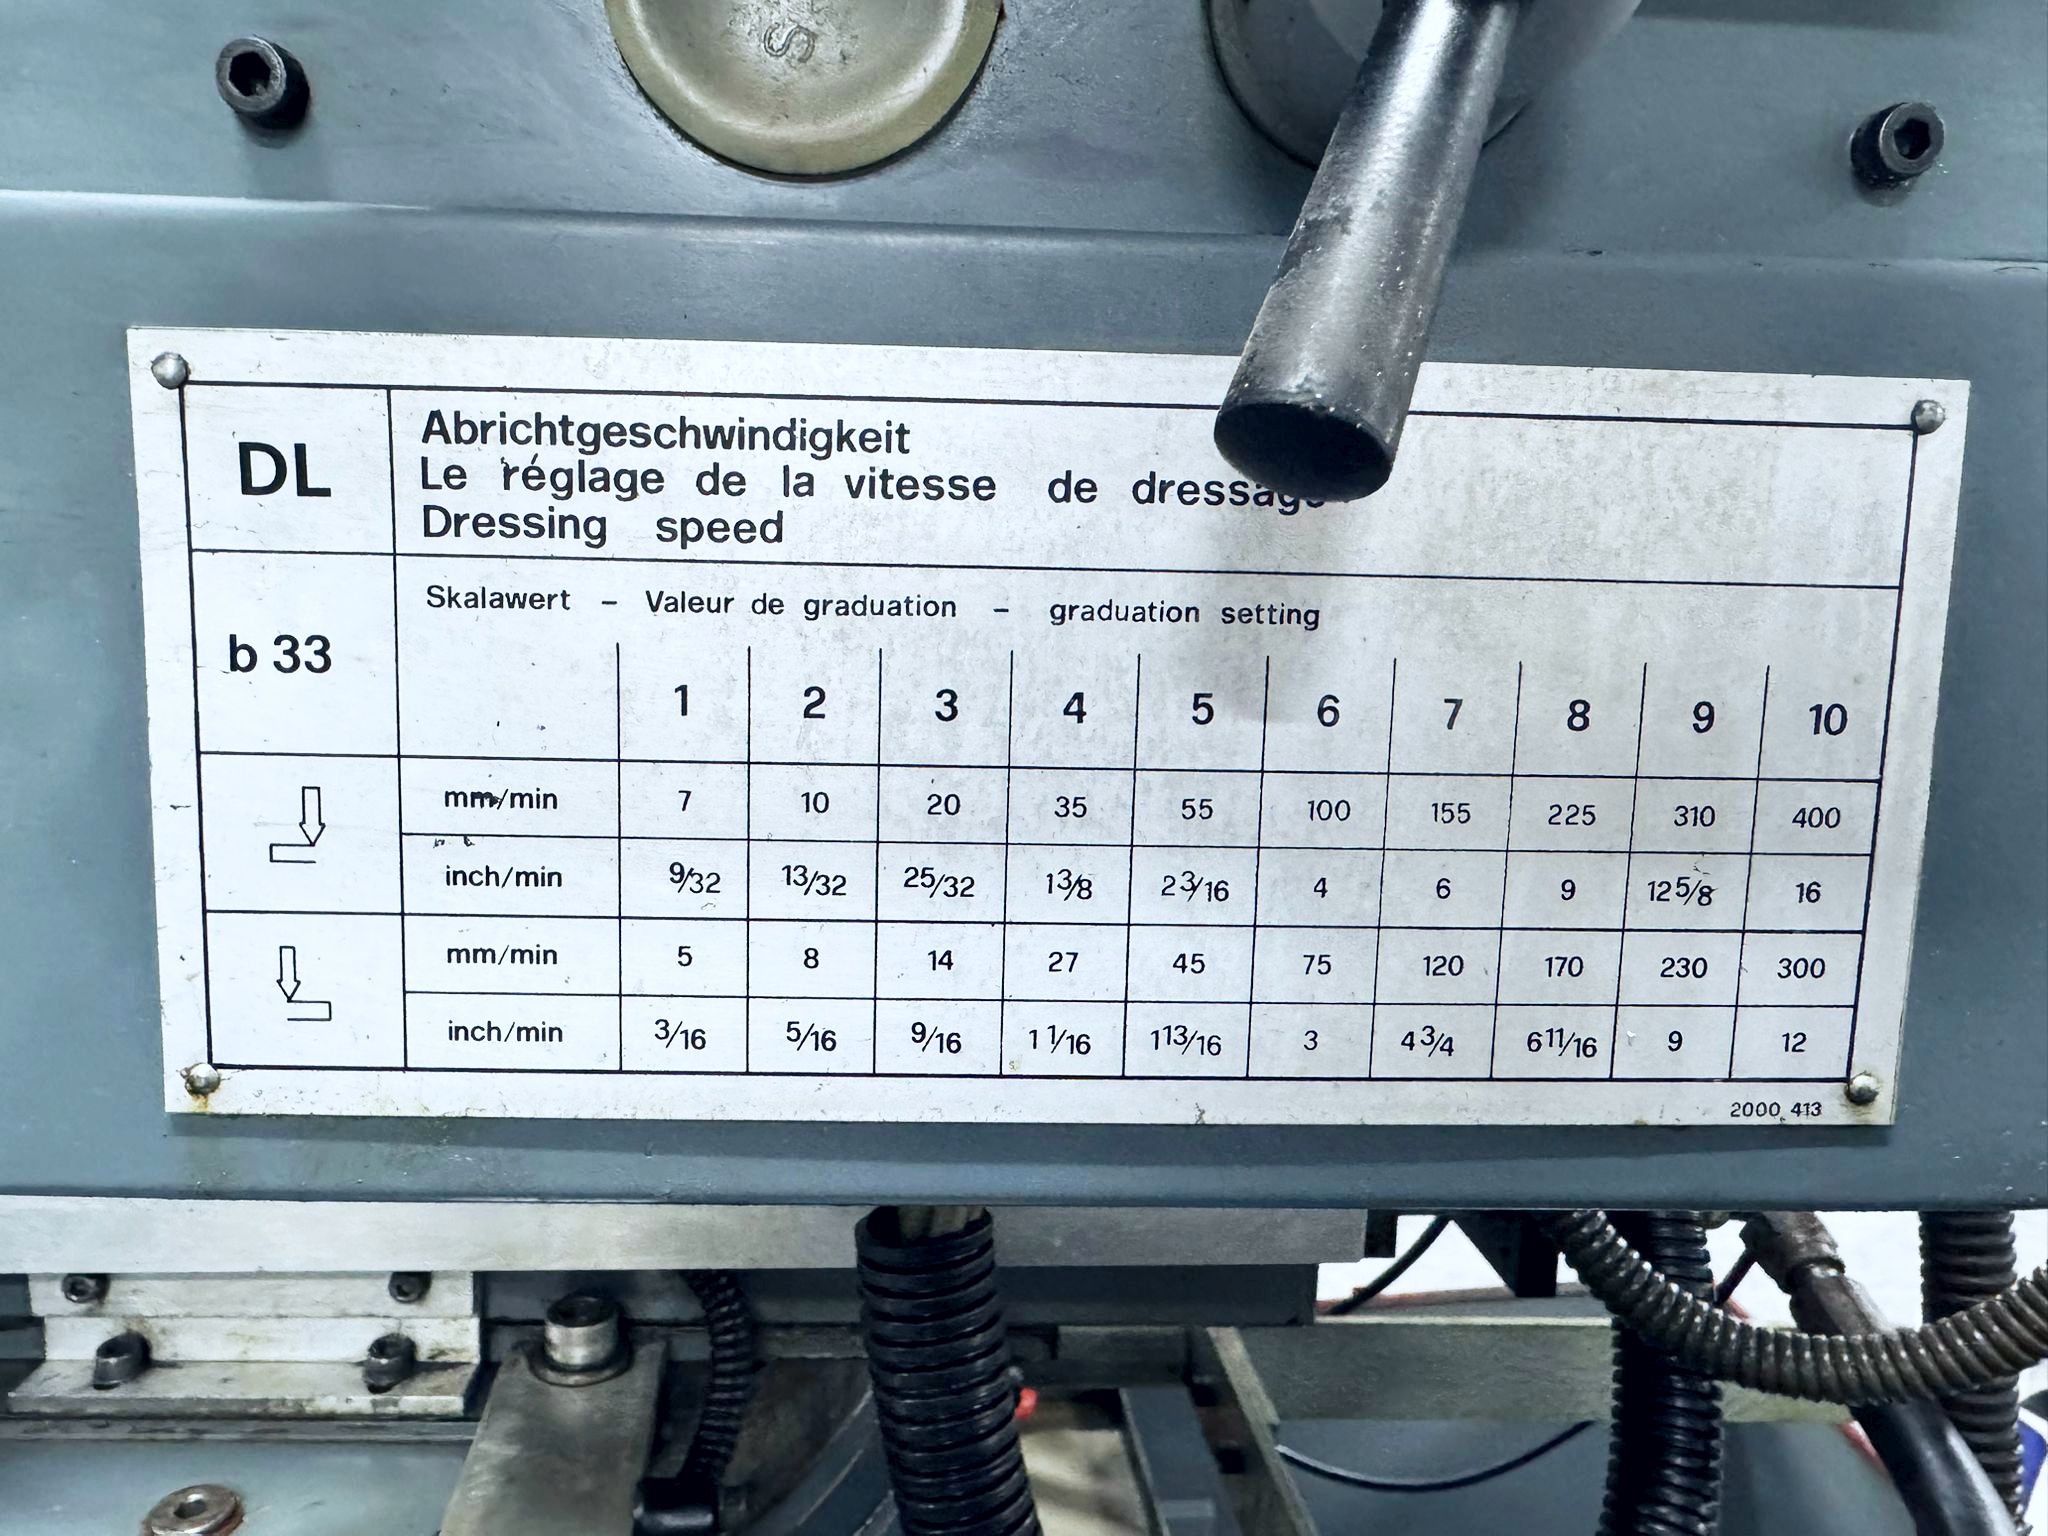 S
DL
Abrichtgeschwindigkeit
Le réglage de la vitesse de dressage
Dressing speed
b 33
Skalawert – Valeur de graduation – graduation setting
1 2 3 4 5 6 7 8 9 10
mm/min 7 10 20 35 55 100 155 225 310 400
inch/min 9/32 13/32 25/32 1 3/8 2 3/16 4 6 9 12 5/8 16
mm/min 5 8 14 27 45 75 120 170 230 300
inch/min 3/16 5/16 9/16 1 1/16 1 13/16 3 4 3/4 6 11/16 9 12
2000 413